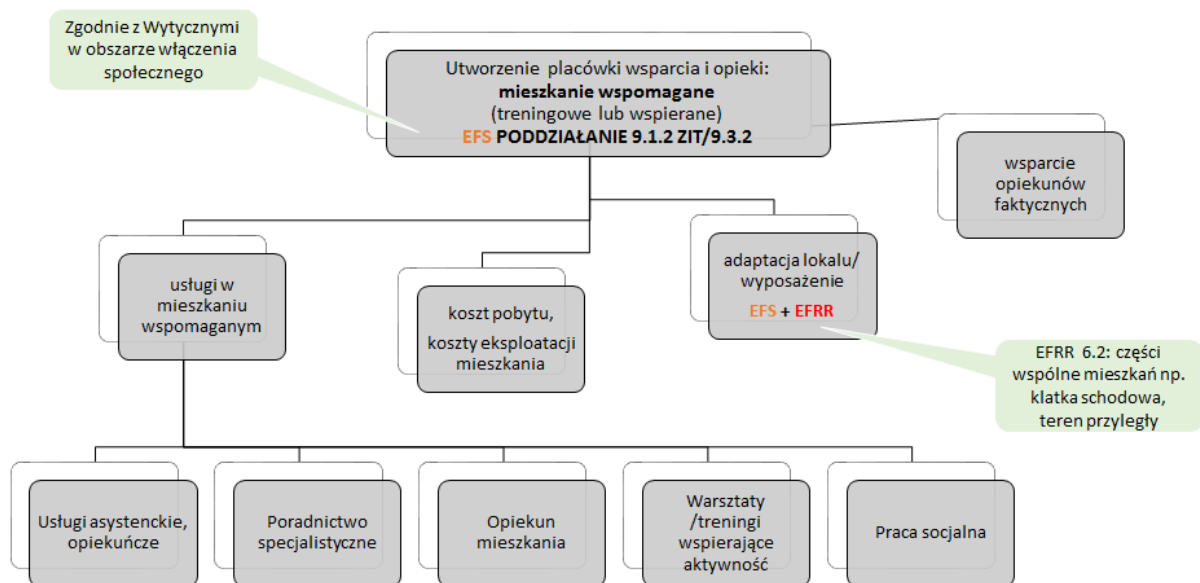 Zgodnie z Wytycznymi
w obszarze włączenia
społecznego
Utworzenie placówki wsparcia i opieki:
mieszkanie wspomagane
(treningowe lub wspierane)
EFS PODDZIAŁANIE 9.1.2 ZIT/9.3.2
wsparcie
opiekunów
faktycznych
usługi w
mieszkaniu
wspomaganym
koszt pobytu,
koszty eksploatacji
mieszkania
adaptacja lokalu/
wyposażenie
EFS + EFRR
EFRR 6.2: części
wspólne mieszkań np.
klatka schodowa,
teren przyległy
Usługi asystenckie,
opiekuńcze
Poradnictwo
specjalistyczne
Opiekun
mieszkania
Warsztaty
/treningi
wspierające
aktywność
Praca socjalna